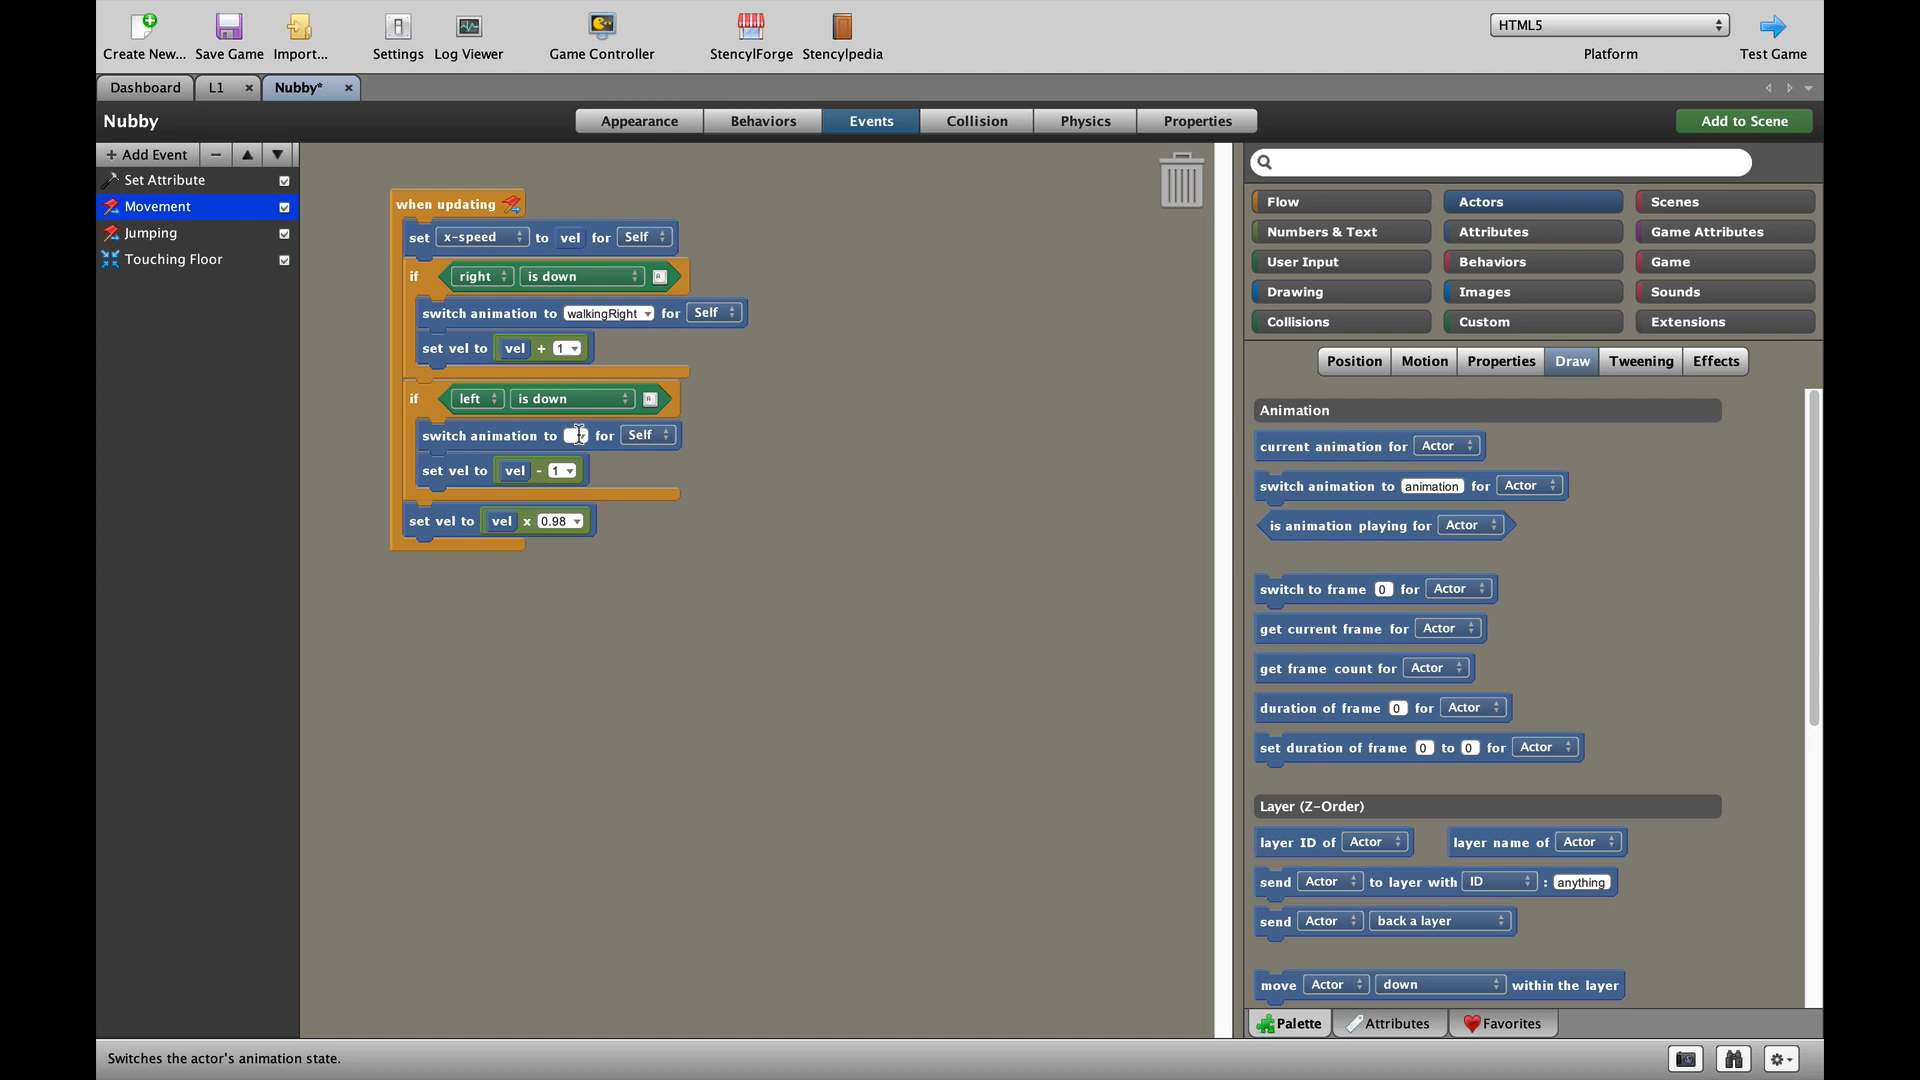 Create New...
Save Game
Import...
Settings
Log Viewer
Game Controller
StencylForge
Stencylpedia
HTML5
Platform
Test Game
Dashboard
L1 ×
Nubby* ×
Nubby
Appearance
Behaviors
Events
Collision
Physics
Properties
Add to Scene
+ Add Event
Set Attribute
Movement
Jumping
Touching Floor
when updating
set x-speed to vel for Self
if right is down
switch animation to walkingRight for Self
set vel to vel + 1
if left is down
switch animation to for Self
set vel to vel - 1
set vel to vel x 0.98
Flow
Actors
Scenes
Numbers & Text
Attributes
Game Attributes
User Input
Behaviors
Game
Drawing
Images
Sounds
Collisions
Custom
Extensions
Position
Motion
Properties
Draw
Tweening
Effects
Animation
current animation for Actor
switch animation to animation for Actor
is animation playing for Actor
switch to frame 0 for Actor
get current frame for Actor
get frame count for Actor
duration of frame 0 for Actor
set duration of frame 0 to 0 for Actor
Layer (Z-Order)
layer ID of Actor
layer name of Actor
send Actor to layer with ID : anything
send Actor back a layer
move Actor down within the layer
Palette
Attributes
Favorites
Switches the actor's animation state.